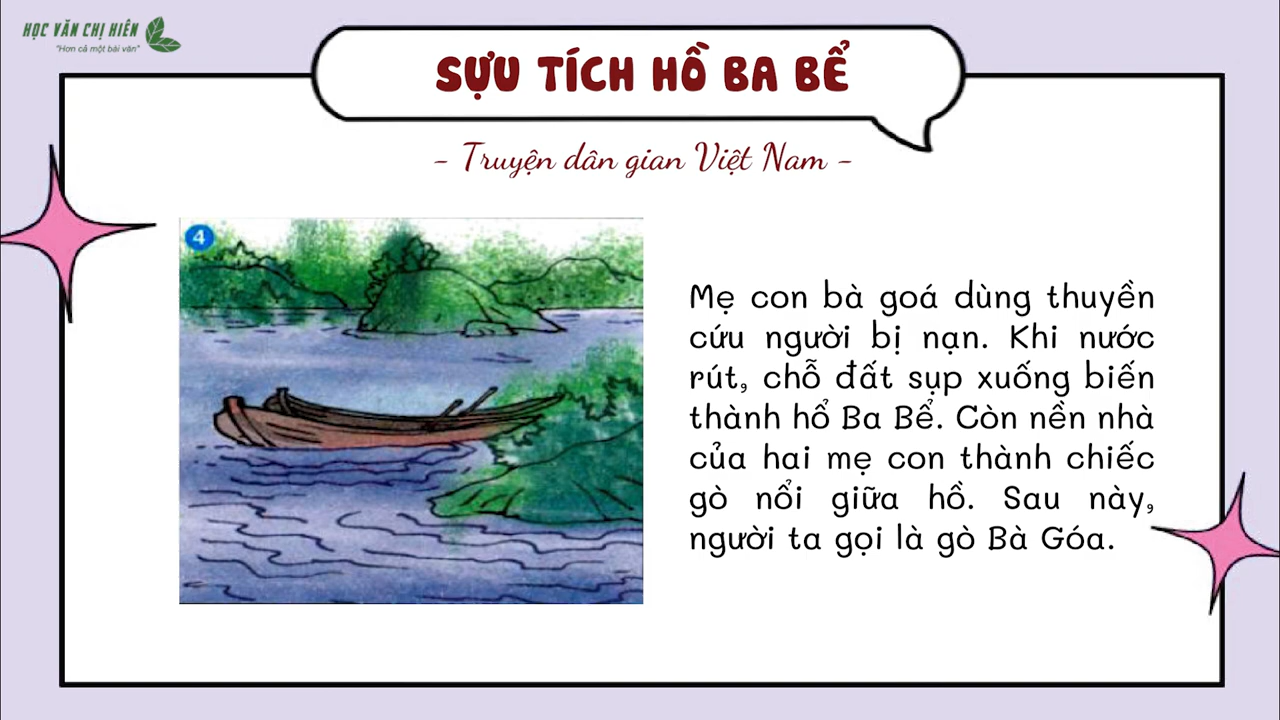 HỌC VĂN CHỊ HIÊN
"Hơn cả một bài văn"
SỰU TÍCH HỒ BA BỂ
- Truyện dân gian Việt Nam -
4
Mẹ con bà goá dùng thuyền
cứu người bị nạn. Khi nước
rút, chỗ đất sụp xuống biến
thành hổ Ba Bể. Còn nền nhà
của hai mẹ con thành chiếc
gò nổi giữa hồ. Sau này,
người ta gọi là gò Bà Góa.